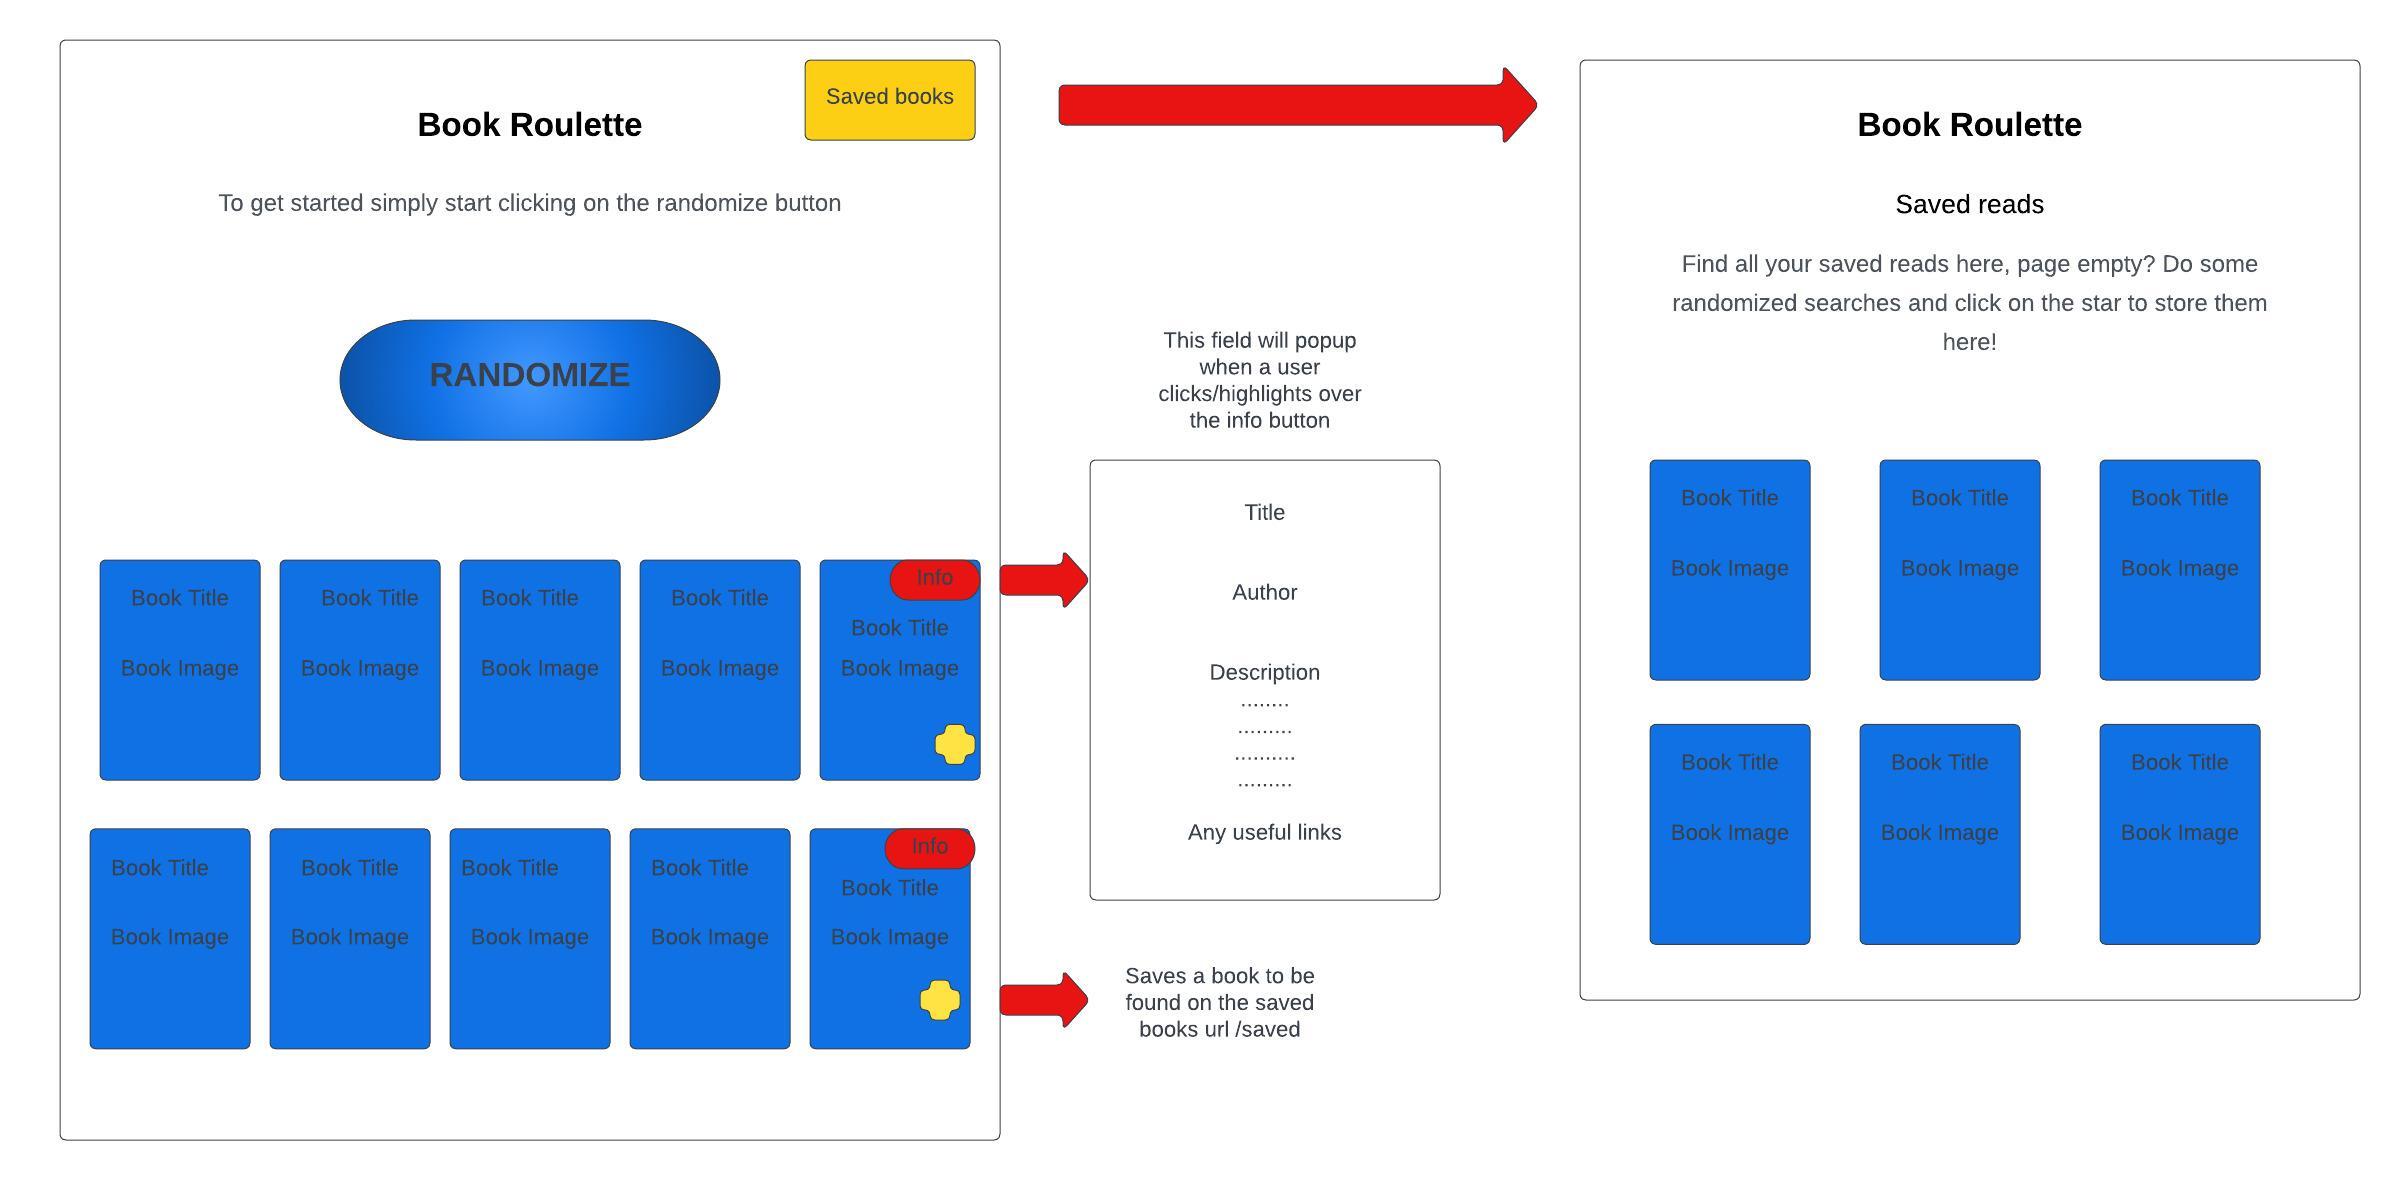 Saved books
Book Roulette
To get started simply start clicking on the randomize button
RANDOMIZE
Info
Book Title
Book Title
Book Title
Book Title
Book Title
Book Image
Book Image
Book Image
Book Image
Book Image
Info
Book Title
Book Title
Book Title
Book Title
Book Title
Book Image
Book Image
Book Image
Book Image
Book Image
This field will popup
when a user
clicks/highlights over
the info button
Title
Author
Description
........
.........
..........
.........
Any useful links
Saves a book to be
found on the saved
books url /saved
Book Roulette
Saved reads
Find all your saved reads here, page empty? Do some
randomized searches and click on the star to store them
here!
Book Title
Book Title
Book Title
Book Image
Book Image
Book Image
Book Title
Book Title
Book Title
Book Image
Book Image
Book Image